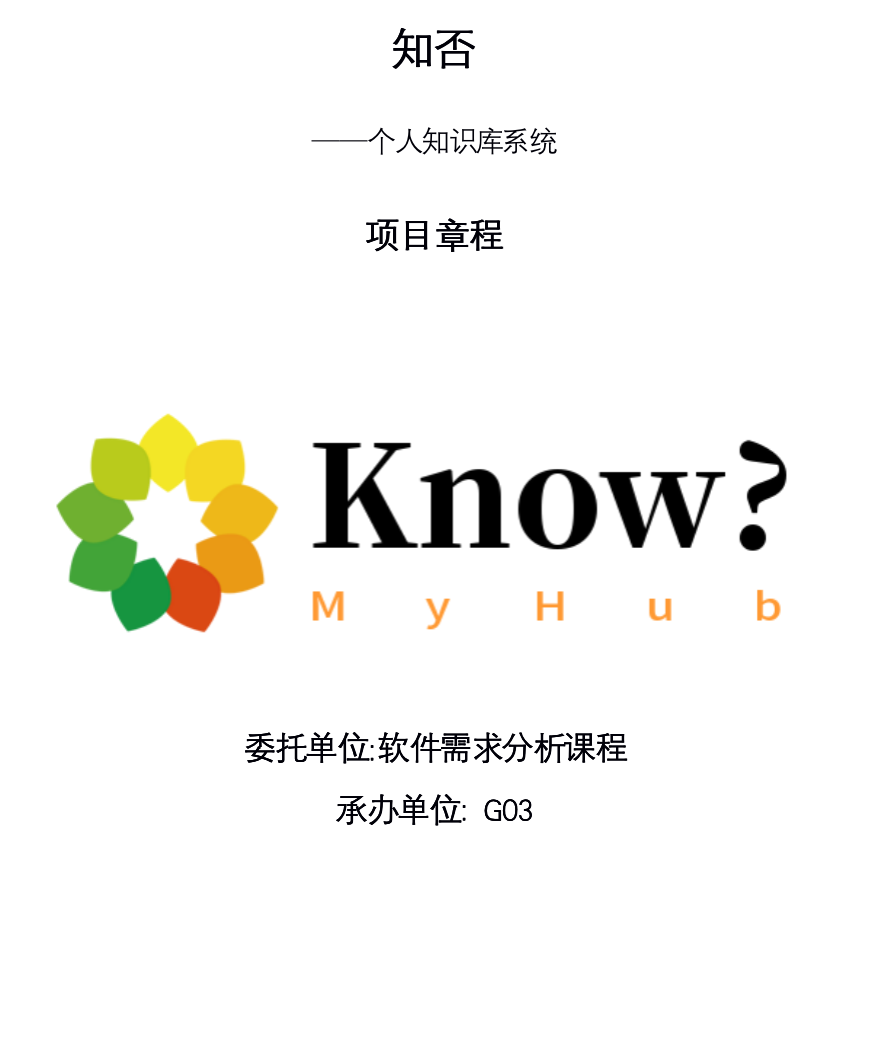 知否
——个人知识库系统
项目章程
Know?
MyHub
委托单位:软件需求分析课程
承办单位: G03